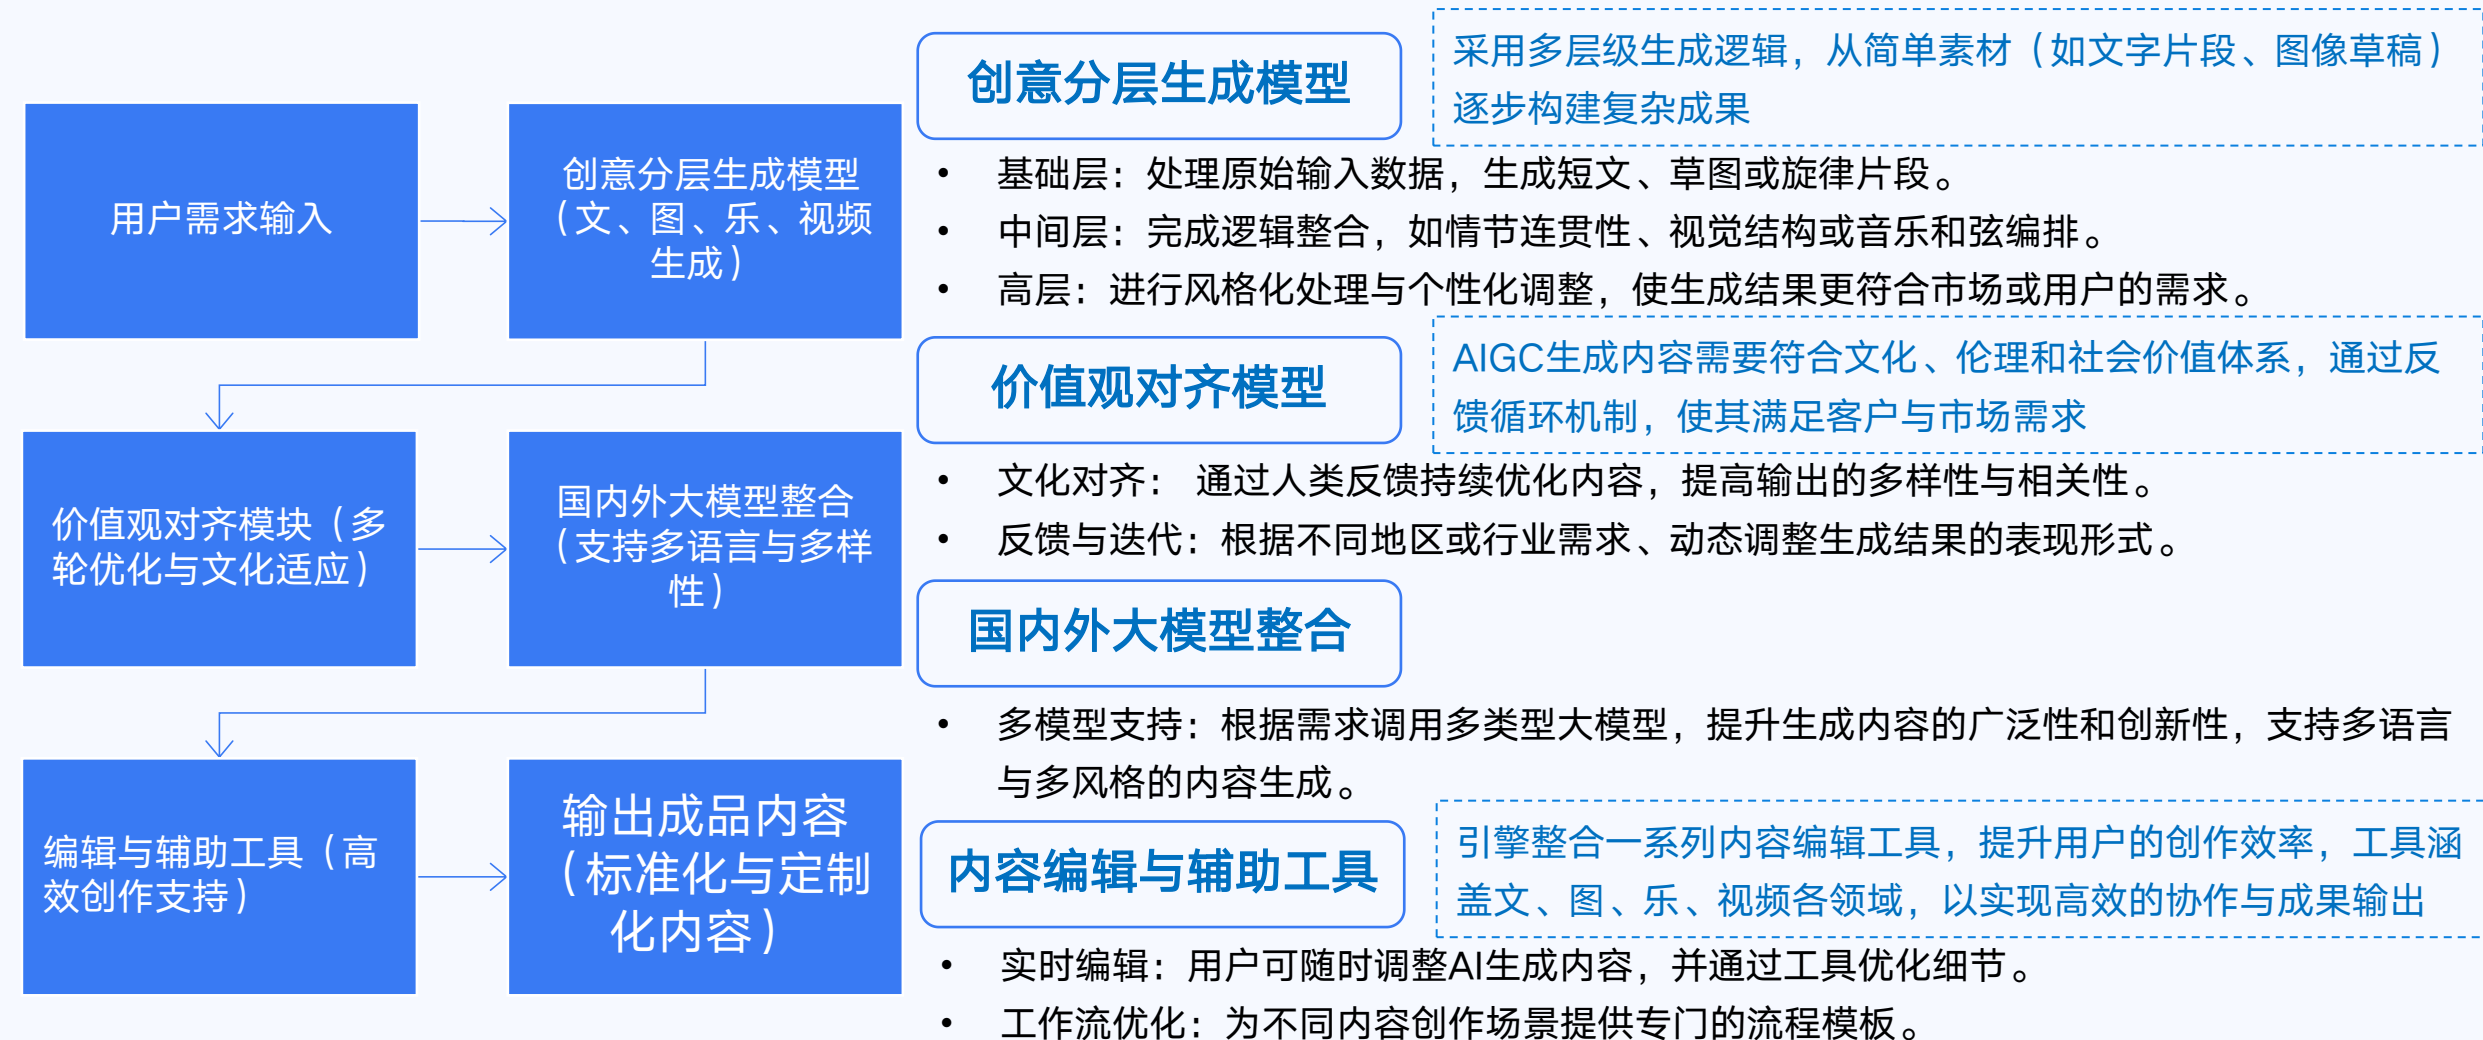 用户需求输入
创意分层生成模型
（文、图、乐、视频
生成）
价值观对齐模块（多
轮优化与文化适应）
国内外大模型整合
（支持多语言与多样
性）
编辑与辅助工具（高
效创作支持）
输出成品内容
（标准化与定制
化内容）
创意分层生成模型
采用多层级生成逻辑，从简单素材（如文字片段、图像草稿）
逐步构建复杂成果
• 基础层：处理原始输入数据，生成短文、草图或旋律片段。
• 中间层：完成逻辑整合，如情节连贯性、视觉结构或音乐和弦编排。
• 高层：进行风格化处理与个性化调整，使生成结果更符合市场或用户的需求。
价值观对齐模型
AIGC生成内容需要符合文化、伦理和社会价值体系，通过反
馈循环机制，使其满足客户与市场需求
• 文化对齐： 通过人类反馈持续优化内容，提高输出的多样性与相关性。
• 反馈与迭代：根据不同地区或行业需求、动态调整生成结果的表现形式。
国内外大模型整合
• 多模型支持：根据需求调用多类型大模型，提升生成内容的广泛性和创新性，支持多语言
与多风格的内容生成。
内容编辑与辅助工具
引擎整合一系列内容编辑工具，提升用户的创作效率，工具涵
盖文、图、乐、视频各领域，以实现高效的协作与成果输出
• 实时编辑：用户可随时调整AI生成内容，并通过工具优化细节。
• 工作流优化：为不同内容创作场景提供专门的流程模板。